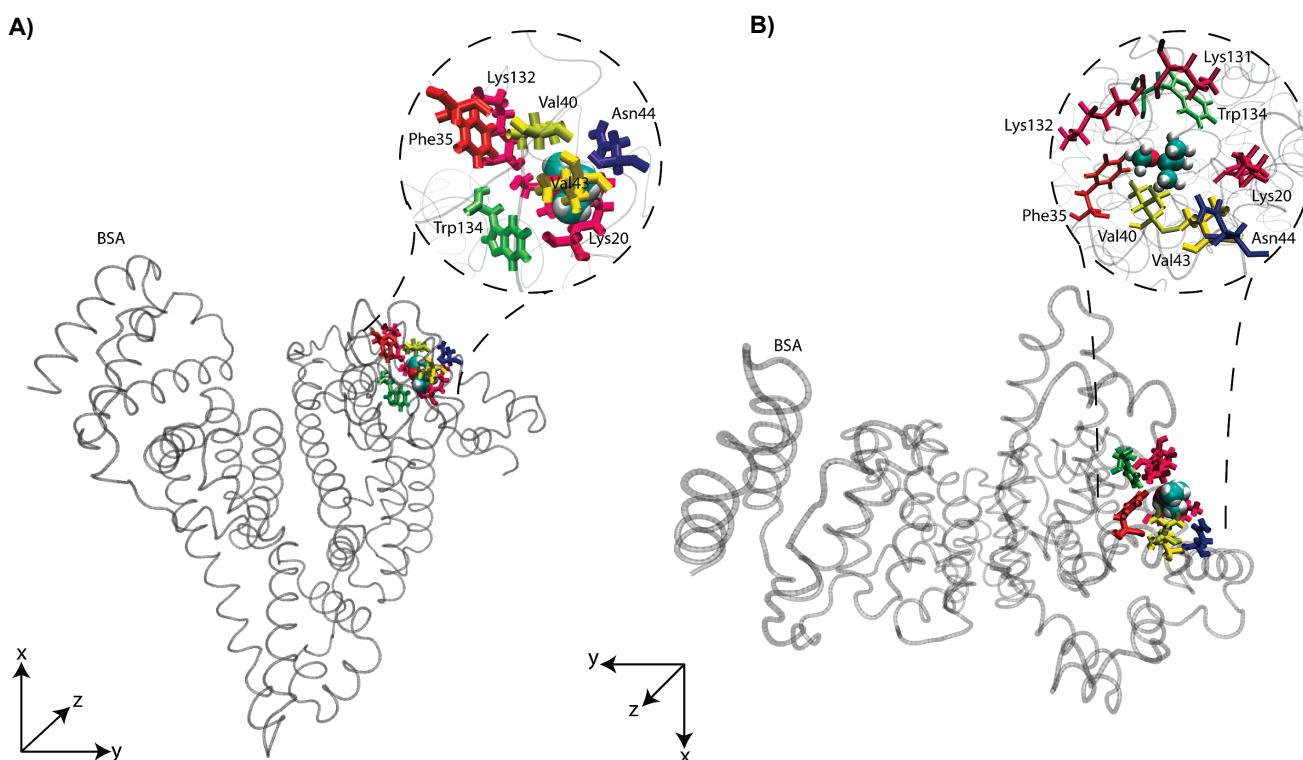 A)
Lys132
Val40
Asn44
Phe35
Val43
Trp134
Lys20
BSA
x
z
y
B)
Lys131
Lys132
Trp134
Lys20
Phe35
Val40
Asn44
Val43
BSA
y
z
x